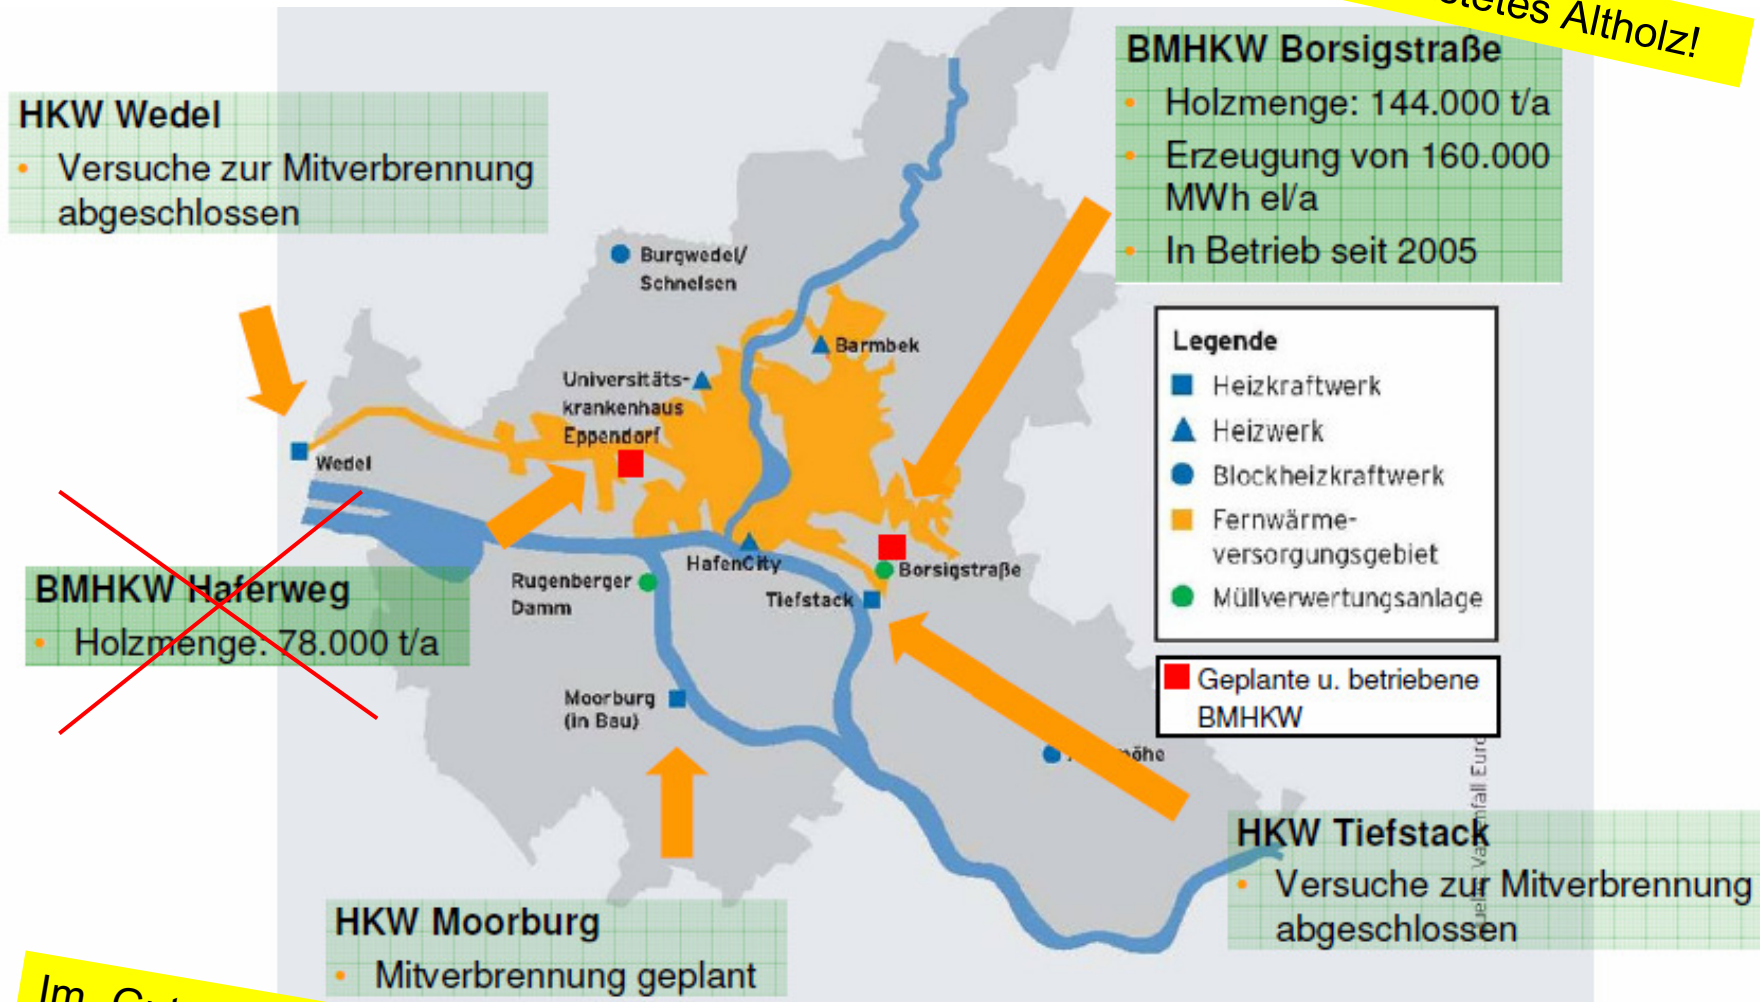 Altholz!
HKW Wedel
• Versuche zur Mitverbrennung
abgeschlossen
BMHKW Borsigstraße
• Holzmenge: 144.000 t/a
• Erzeugung von 160.000
MWh el/a
• In Betrieb seit 2005
Burgwedel/
Schnelsen
Barmbek
Universitäts-
krankenhaus
Eppendorf
Wedel
HafenCity
Rugenberger
Damm
Borsigstraße
Tiefstack
Moorburg
(in Bau)
Legende
Heizkraftwerk
Heizwerk
Blockheizkraftwerk
Fernwärme-
versorgungsgebiet
Müllverwertungsanlage
Geplante u. betriebene
BMHKW
BMHKW Haferweg
• Holzmenge: 78.000 t/a
HKW Moorburg
• Mitverbrennung geplant
HKW Tiefstack
• Versuche zur Mitverbrennung
abgeschlossen
Im